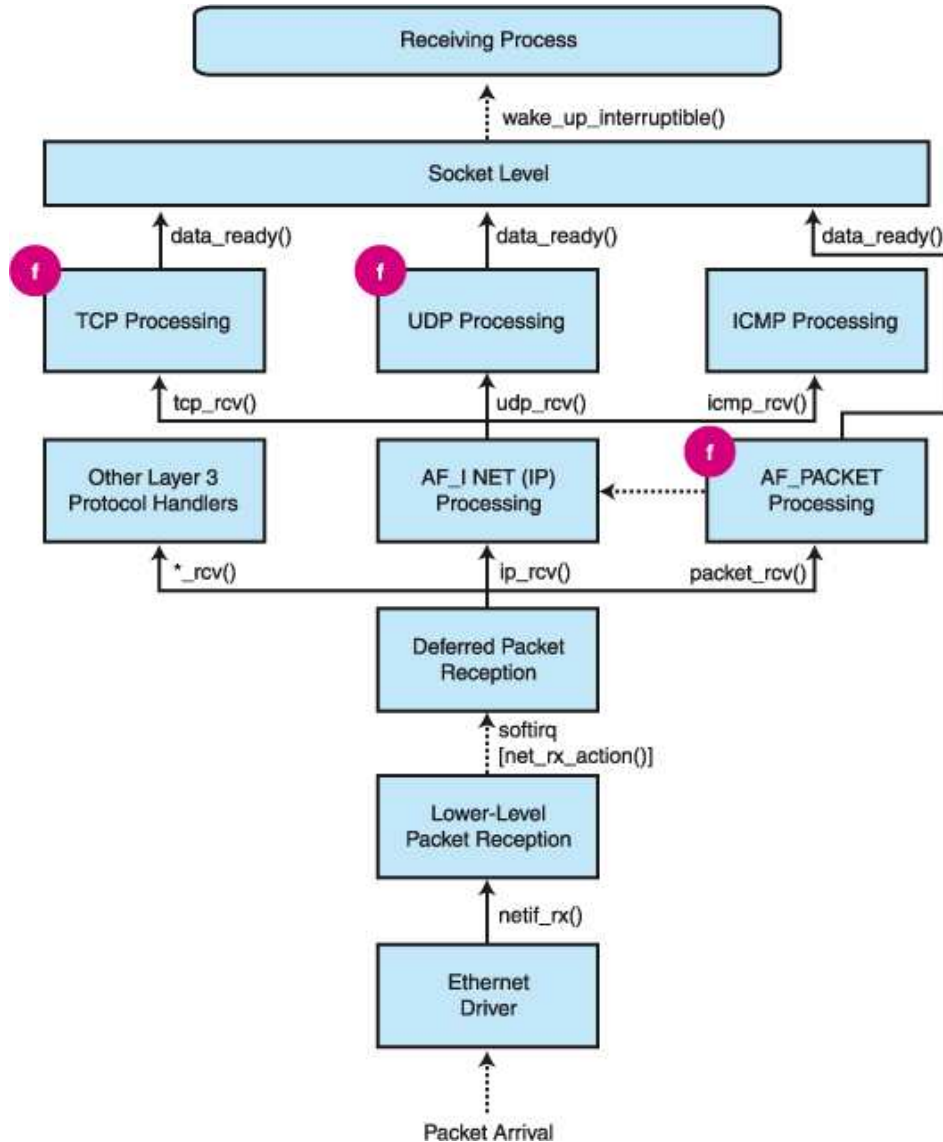 Receiving Process
wake_up_interruptible()
Socket Level
data_ready()
data_ready()
data_ready()
f
f
TCP Processing
UDP Processing
ICMP Processing
tcp_rcv()
udp_rcv()
icmp_rcv()
f
Other Layer 3
Protocol Handlers
AF_I NET (IP)
Processing
AF_PACKET
Processing
*_rcv()
ip_rcv()
packet_rcv()
Deferred Packet
Reception
softirq
[net_rx_action()]
Lower-Level
Packet Reception
netif_rx()
Ethernet
Driver
Packet Arrival